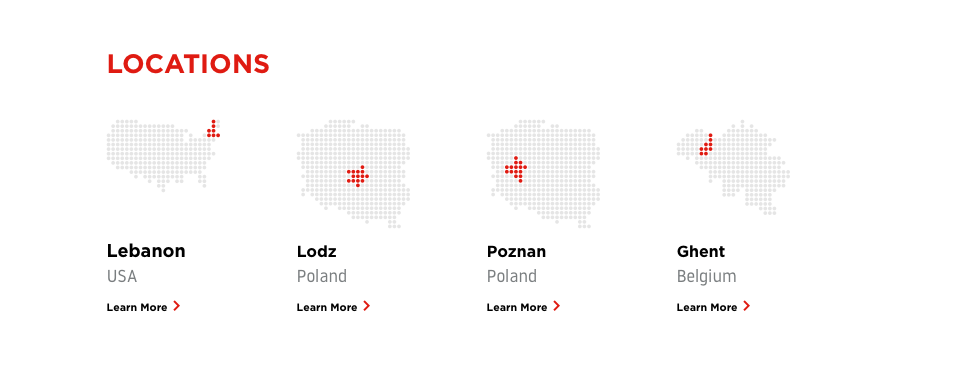 LOCATIONS
Lebanon
USA
Learn More
Lodz
Poland
Learn More
Poznan
Poland
Learn More
Ghent
Belgium
Learn More